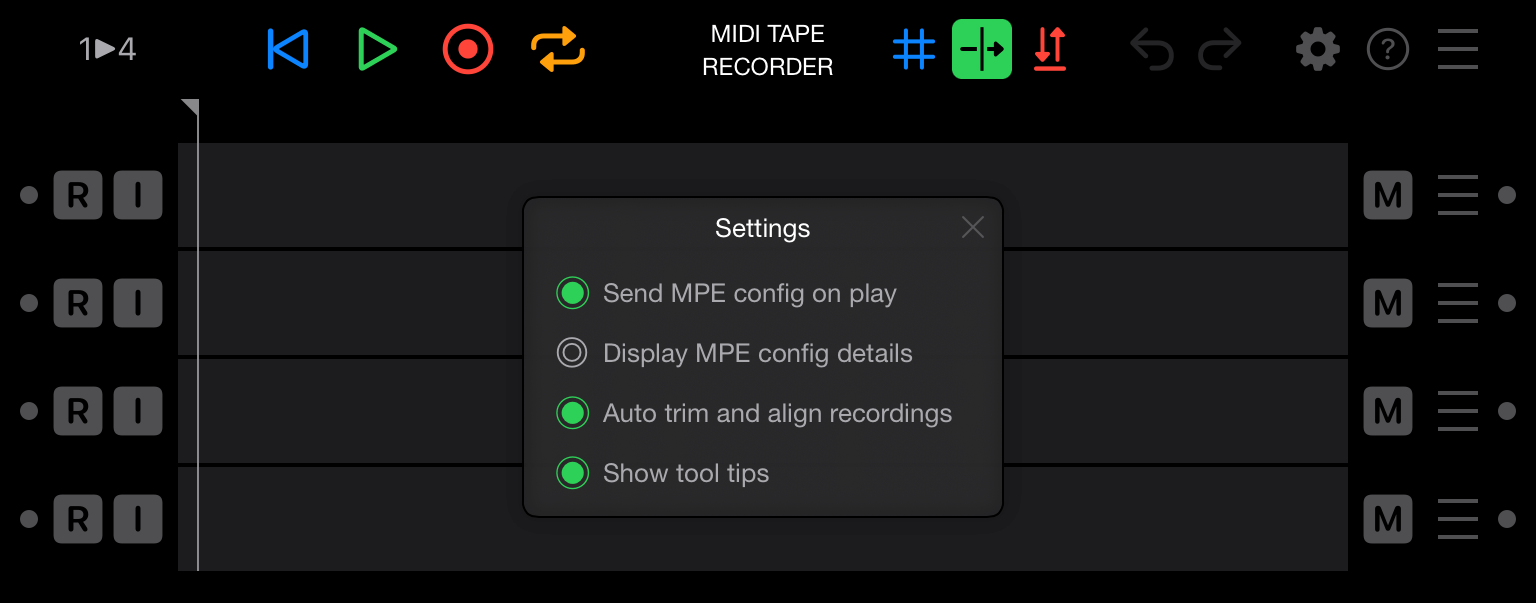 1▶4
MIDI TAPE
RECORDER
?
Settings
R I M
Send MPE config on play
R I M
Display MPE config details
Auto trim and align recordings
R I M
Show tool tips
R I M